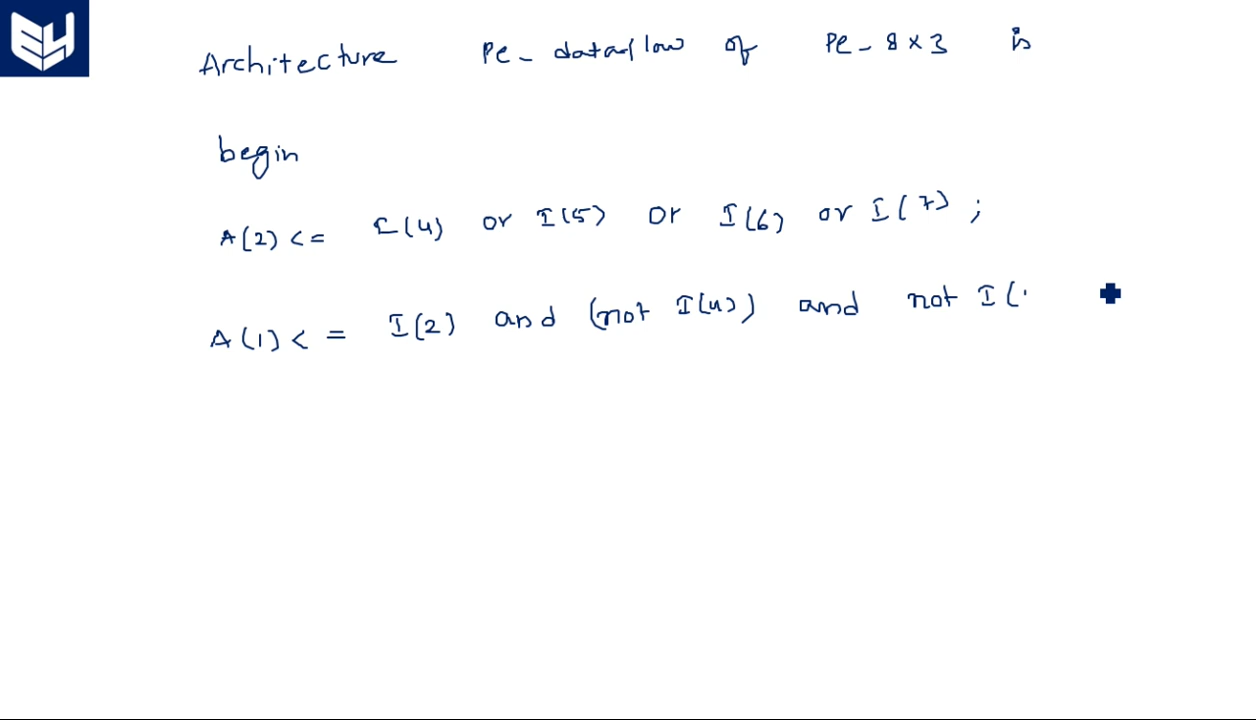 Architecture Pe_dataflow of Pe_8x3 is
begin
A(2) <= I(4) or I(5) or I(6) or I(7);
A(1) <= I(2) and (not I(4)) and not I(